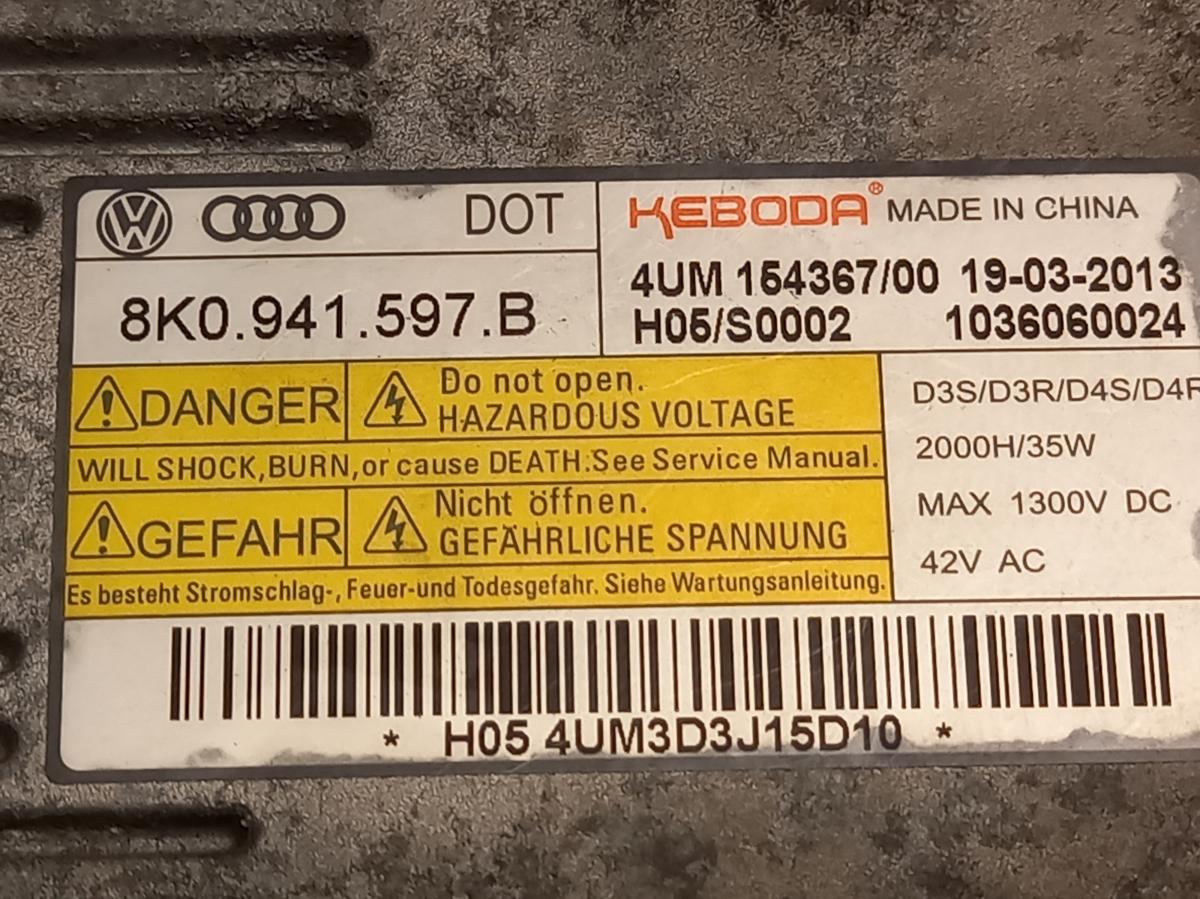 VW DOT
KEBODA® MADE IN CHINA
8K0.941.597.B
4UM 154367/00 19-03-2013
H05/S0002 1036060024
DANGER
Do not open.
HAZARDOUS VOLTAGE
WILL SHOCK,BURN,or cause DEATH.See Service Manual.
GEFAHR
Nicht öffnen.
GEFÄHRLICHE SPANNUNG
Es besteht Stromschlag-, Feuer-und Todesgefahr. Siehe Wartungsanleitung.
D3S/D3R/D4S/D4R
2000H/35W
MAX 1300V DC
42V AC
* H05 4UM3D3J15D10 *